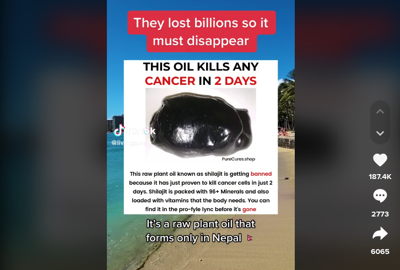 They lost billions so it
must disappear
THIS OIL KILLS ANY
CANCER IN 2 DAYS
PureCures.shop
This raw plant oil known as shilajit is getting banned
because it has just proven to kill cancer cells in just 2
days. Shilajit is packed with 96+ Minerals and also
loaded with vitamins that the body needs. You can
find it in the pro-fyle lync before it's gone
It's a raw plant oil that
forms only in Nepal 🇳🇵
187.4K
2773
6065